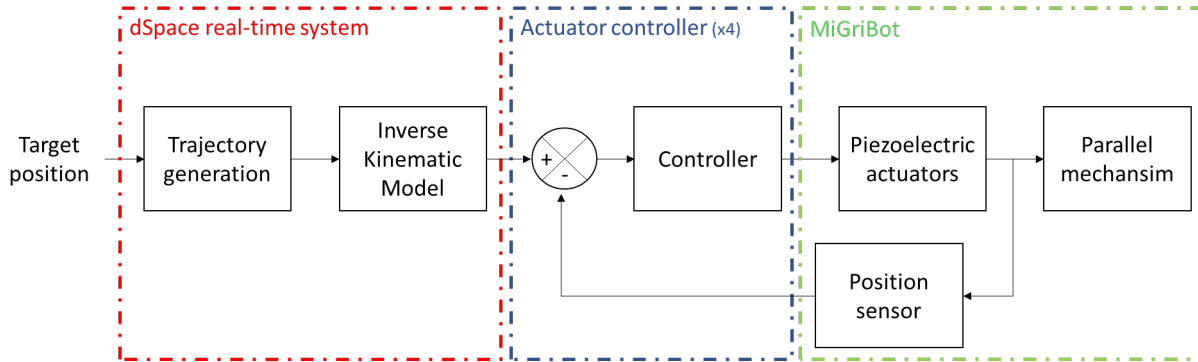 dSpace real-time system
Actuator controller (x4)
MiGriBot
Target
position
Trajectory
generation
Inverse
Kinematic
Model
+
-
Controller
Piezoelectric
actuators
Parallel
mechansim
Position
sensor